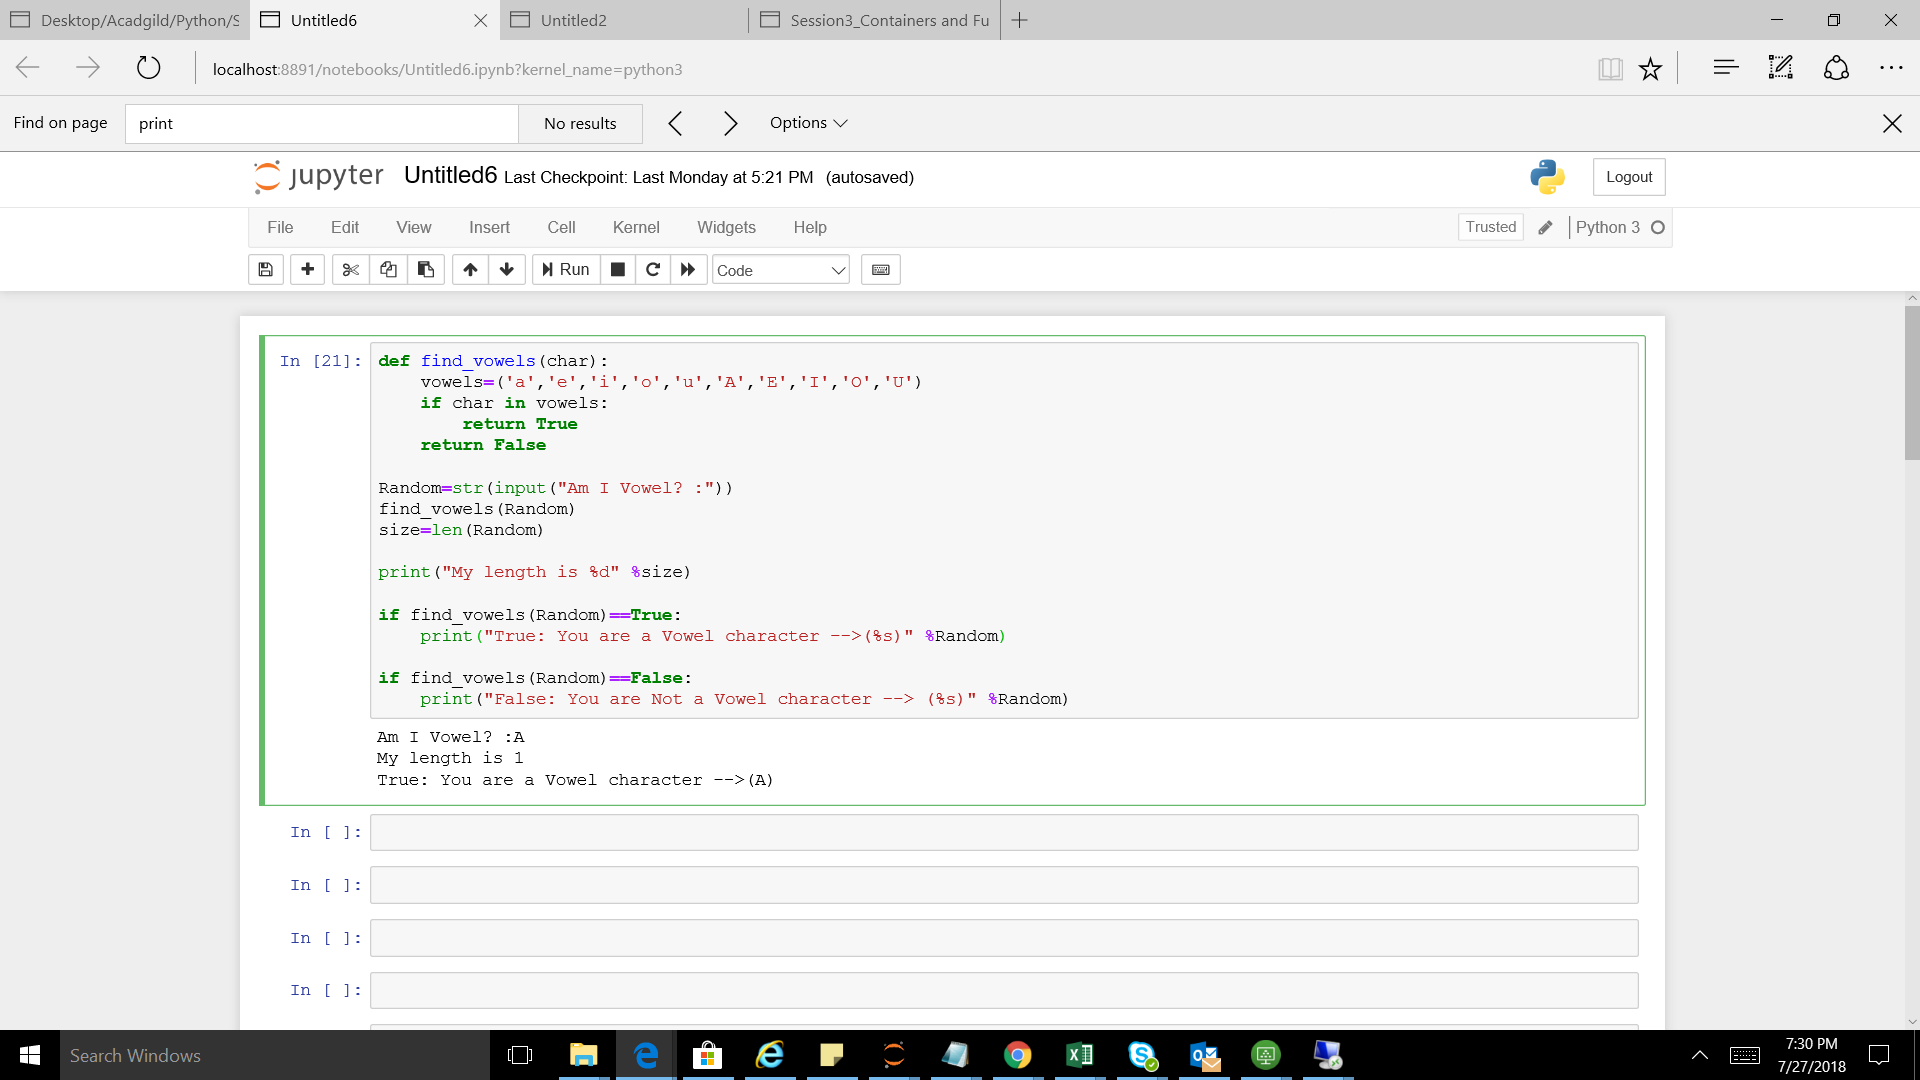 Desktop/Acadgild/Python/S
Untitled6
Untitled2
Session3_Containers and Fu
localhost:8891/notebooks/Untitled6.ipynb?kernel_name=python3
Find on page
print
No results
Options
jupyter
Untitled6 Last Checkpoint: Last Monday at 5:21 PM (autosaved)
Logout
File Edit View Insert Cell Kernel Widgets Help
Trusted
Python 3
Run
Code
In [21]:
def find_vowels(char):
    vowels=('a','e','i','o','u','A','E','I','O','U')
    if char in vowels:
        return True
    return False
Random=str(input("Am I Vowel? :"))
find_vowels(Random)
size=len(Random)
print("My length is %d" %size)
if find_vowels(Random)==True:
    print("True: You are a Vowel character -->(%s)" %Random)
if find_vowels(Random)==False:
    print("False: You are Not a Vowel character --> (%s)" %Random)
Am I Vowel? :A
My length is 1
True: You are a Vowel character -->(A)
In [ ]:
In [ ]:
In [ ]:
In [ ]:
Search Windows
7:30 PM
7/27/2018